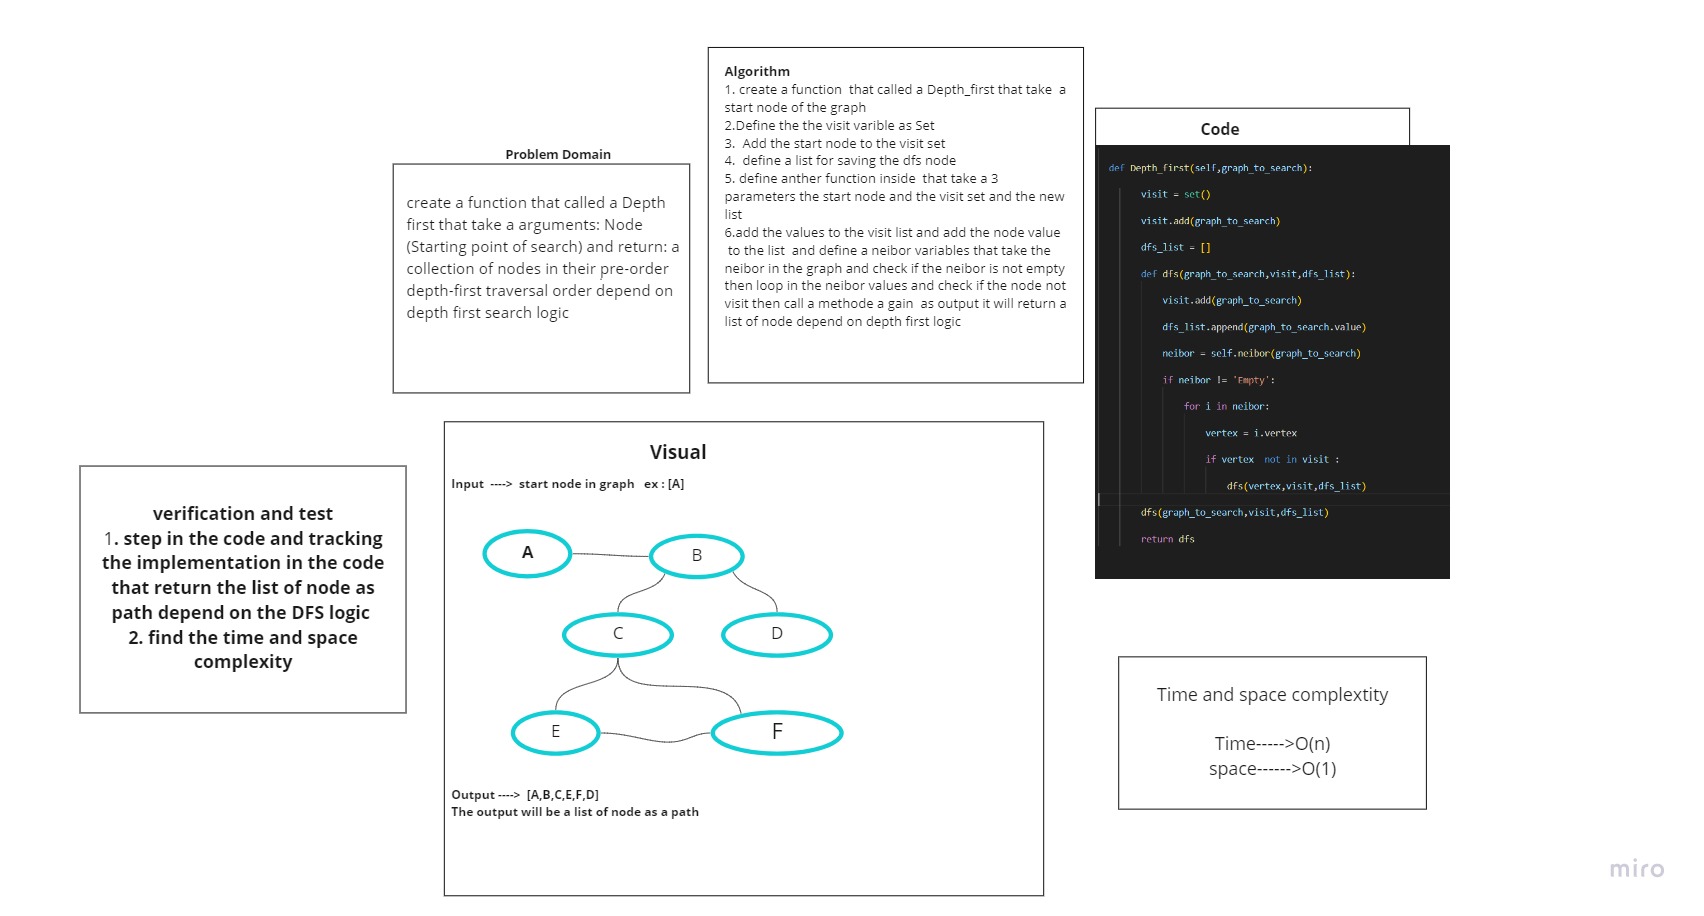 Problem Domain
create a function that called a Depth
first that take a arguments: Node
(Starting point of search) and return: a
collection of nodes in their pre-order
depth-first traversal order depend on
depth first search logic
Algorithm
1. create a function  that called a Depth_first that take  a
start node of the graph
2.Define the the visit varible as Set
3.  Add the start node to the visit set
4.  define a list for saving the dfs node
5. define anther function inside  that take a 3
parameters the start node and the visit set and the new
list
6.add the values to the visit list and add the node value
to the list  and define a neibor variables that take the
neibor in the graph and check if the neibor is not empty
then loop in the neibor values and check if the node not
visit then call a methode a gain  as output it will return a
list of node depend on depth first logic
Code
def Depth_first(self,graph_to_search):
visit = set()
visit.add(graph_to_search)
dfs_list = []
def dfs(graph_to_search,visit,dfs_list):
visit.add(graph_to_search)
dfs_list.append(graph_to_search.value)
neibor = self.neibor(graph_to_search)
if neibor != 'Empty':
for i in neibor:
vertex = i.vertex
if vertex  not in visit :
dfs(vertex,visit,dfs_list)
dfs(graph_to_search,visit,dfs_list)
return dfs
verification and test
1. step in the code and tracking
the implementation in the code
that return the list of node as
path depend on the DFS logic
2. find the time and space
complexity
Visual
Input  ---->  start node in graph   ex : [A]
A
B
C
D
E
F
Output ---->  [A,B,C,E,F,D]
The output will be a list of node as a path
Time and space complextity
Time----->O(n)
space------>O(1)
miro